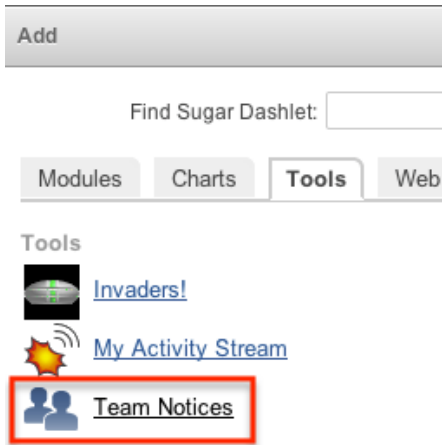 Add
Find Sugar Dashlet:
Modules Charts Tools Web
Tools
Invaders!
My Activity Stream
Team Notices